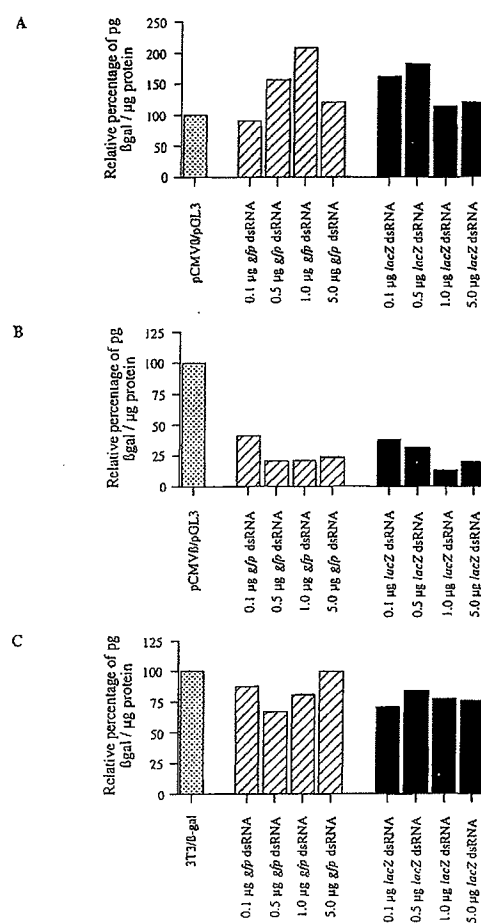 A
Relative percentage of pg
ßgal / µg protein
250
200
150
100
50
0
pCMVß/pGL3
0.1 µg gfp dsRNA
0.5 µg gfp dsRNA
1.0 µg gfp dsRNA
5.0 µg gfp dsRNA
0.1 µg lacZ dsRNA
0.5 µg lacZ dsRNA
1.0 µg lacZ dsRNA
5.0 µg lacZ dsRNA
B
Relative percentage of pg
ßgal / µg protein
125
100
75
50
25
0
pCMVß/pGL3
0.1 µg gfp dsRNA
0.5 µg gfp dsRNA
1.0 µg gfp dsRNA
5.0 µg gfp dsRNA
0.1 µg lacZ dsRNA
0.5 µg lacZ dsRNA
1.0 µg lacZ dsRNA
5.0 µg lacZ dsRNA
C
Relative percentage of pg
ßgal / µg protein
125
100
75
50
25
0
3T3/ß-gal
0.1 µg gfp dsRNA
0.5 µg gfp dsRNA
1.0 µg gfp dsRNA
5.0 µg gfp dsRNA
0.1 µg lacZ dsRNA
0.5 µg lacZ dsRNA
1.0 µg lacZ dsRNA
5.0 µg lacZ dsRNA